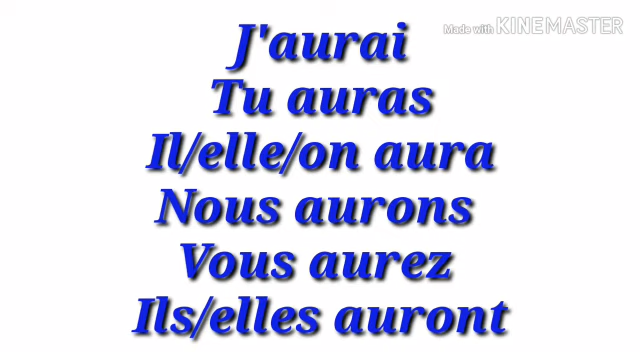 Made with KINEMASTER
J'aurai
Tu auras
Il/elle/on aura
Nous aurons
Vous aurez
Ils/elles auront